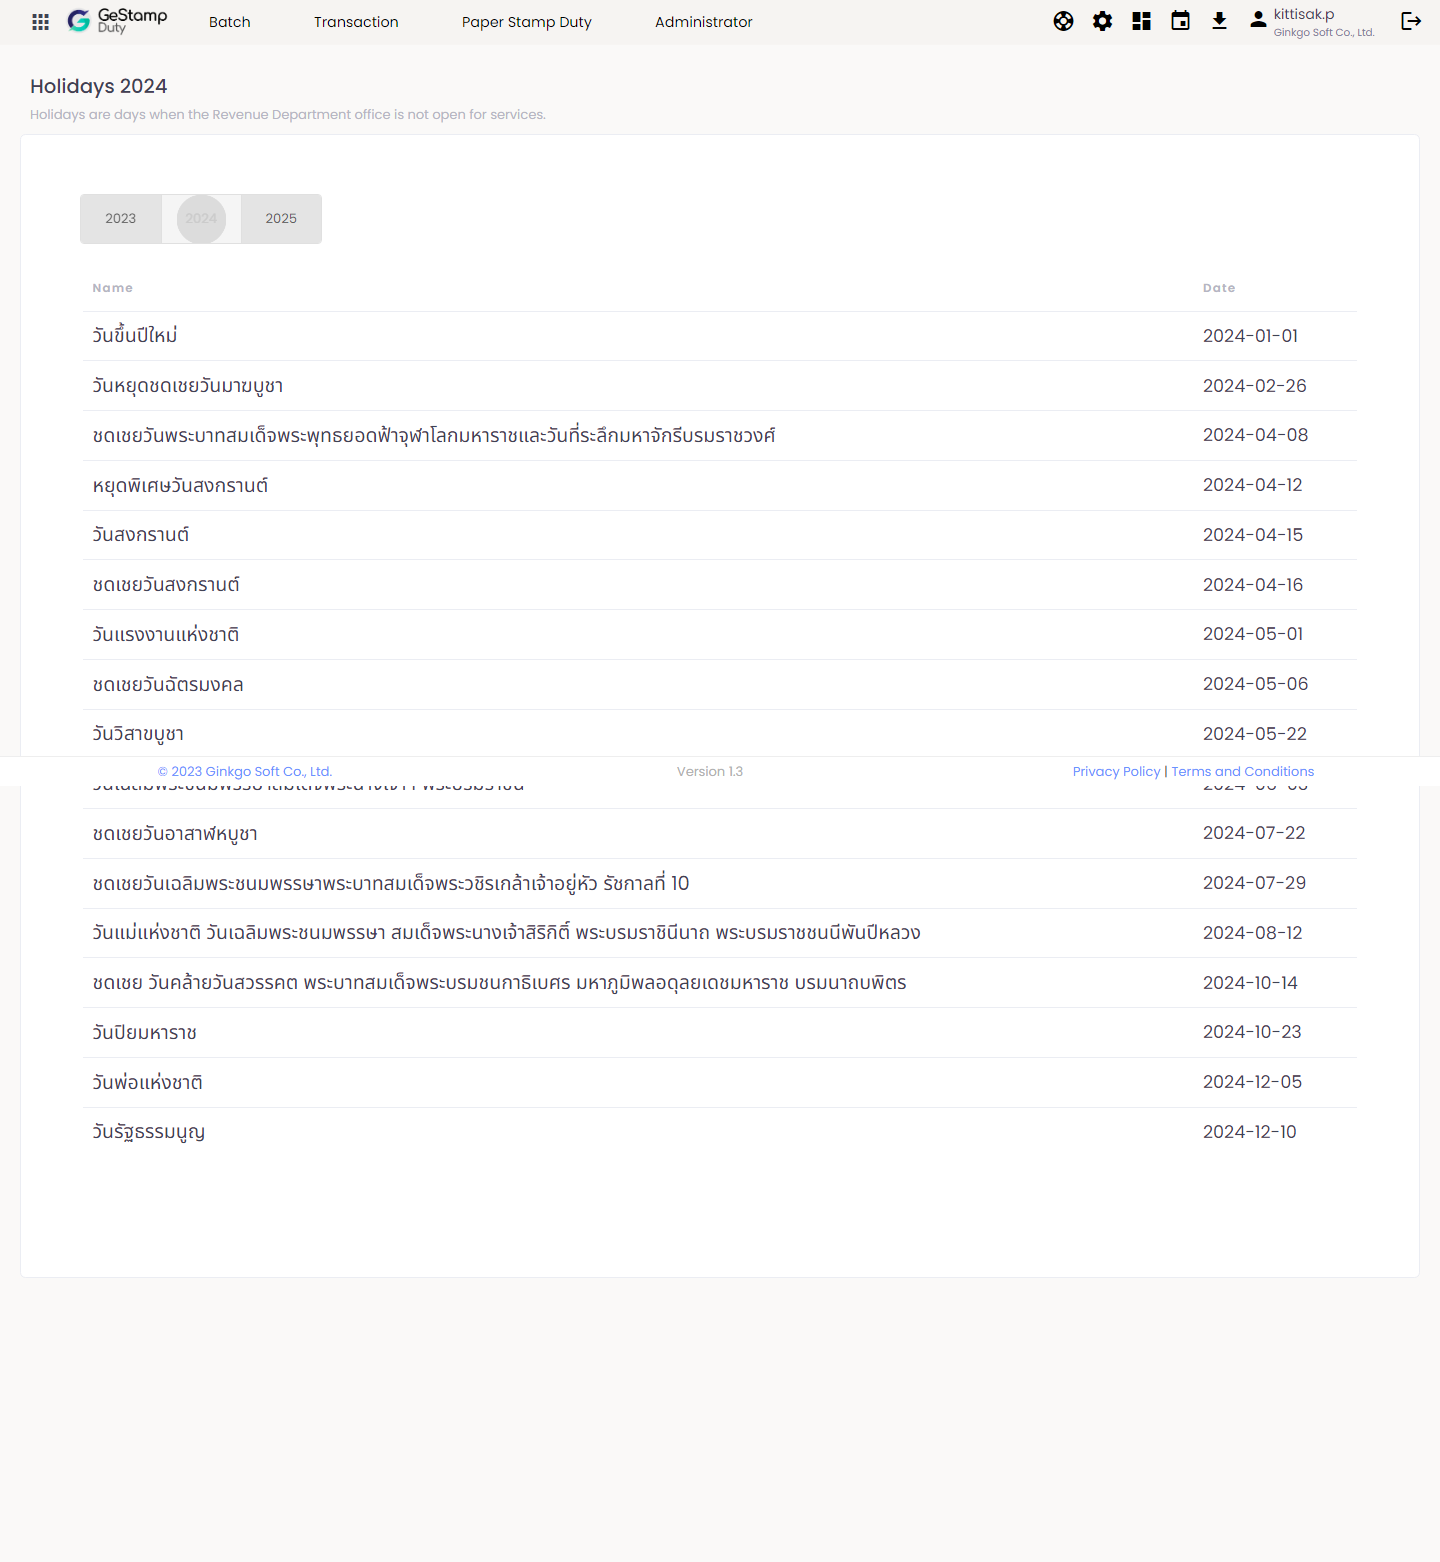 GeStamp
Duty
Batch
Transaction
Paper Stamp Duty
Administrator
kittisak.p
Ginkgo Soft Co., Ltd.
Holidays 2024
Holidays are days when the Revenue Department office is not open for services.
2023
2024
2025
Name
Date
วันขึ้นปีใหม่
2024-01-01
วันหยุดชดเชยวันมาฆบูชา
2024-02-26
ชดเชยวันพระบาทสมเด็จพระพุทธยอดฟ้าจุฬาโลกมหาราชและวันที่ระลึกมหาจักรีบรมราชวงศ์
2024-04-08
หยุดพิเศษวันสงกรานต์
2024-04-12
วันสงกรานต์
2024-04-15
ชดเชยวันสงกรานต์
2024-04-16
วันแรงงานแห่งชาติ
2024-05-01
ชดเชยวันฉัตรมงคล
2024-05-06
วันวิสาขบูชา
2024-05-22
© 2023 Ginkgo Soft Co., Ltd.
Version 1.3
Privacy Policy | Terms and Conditions
ชดเชยวันอาสาฬหบูชา
2024-07-22
ชดเชยวันเฉลิมพระชนมพรรษาพระบาทสมเด็จพระวชิรเกล้าเจ้าอยู่หัว รัชกาลที่ 10
2024-07-29
วันแม่แห่งชาติ วันเฉลิมพระชนมพรรษา สมเด็จพระนางเจ้าสิริกิติ์ พระบรมราชินีนาถ พระบรมราชชนนีพันปีหลวง
2024-08-12
ชดเชย วันคล้ายวันสวรรคต พระบาทสมเด็จพระบรมชนกาธิเบศร มหาภูมิพลอดุลยเดชมหาราช บรมนาถบพิตร
2024-10-14
วันปิยมหาราช
2024-10-23
วันพ่อแห่งชาติ
2024-12-05
วันรัฐธรรมนูญ
2024-12-10